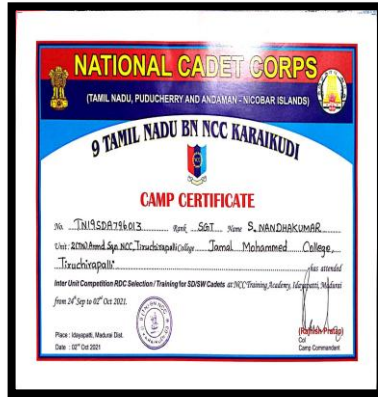 NATIONAL CADET CORPS
(TAMIL NADU, PUDUCHERRY AND ANDAMAN - NICOBAR ISLANDS)
9 TAMIL NADU BN NCC KARAIKUDI
NCC
CAMP CERTIFICATE
No. TN19SDA796013 Rank SGT Name S. NANDHAKUMAR
Unit: 2(TN) Armd Sqn NCC, Tiruchirapalli College Jamal Mohammed College,
Tiruchirapalli has attended
Inter Unit Competition RDC Selection / Training for SD/SW Cadets at NCC Training Academy, Idayapatti, Madurai
from 24th Sep to 02nd Oct 2021.
Place : Idayapatti, Madurai Dist.
Date : 02nd Oct 2021
(Rajnish Pratap)
Col
Camp Commandant